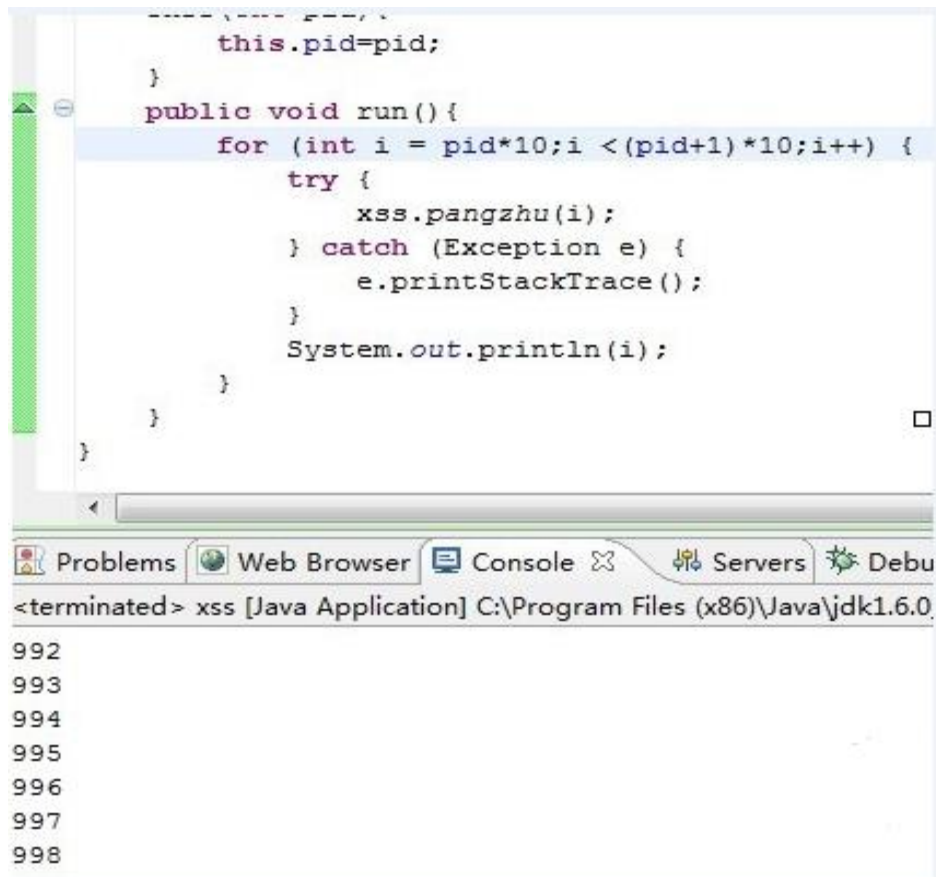 this.pid=pid;
}
public void run(){
for (int i = pid*10;i <(pid+1)*10;i++) {
try {
xss.pangzhu(i);
} catch (Exception e) {
e.printStackTrace();
}
System.out.println(i);
}
}
}
Problems Web Browser Console Servers Debu
<terminated> xss [Java Application] C:\Program Files (x86)\Java\jdk1.6.0_
992
993
994
995
996
997
998